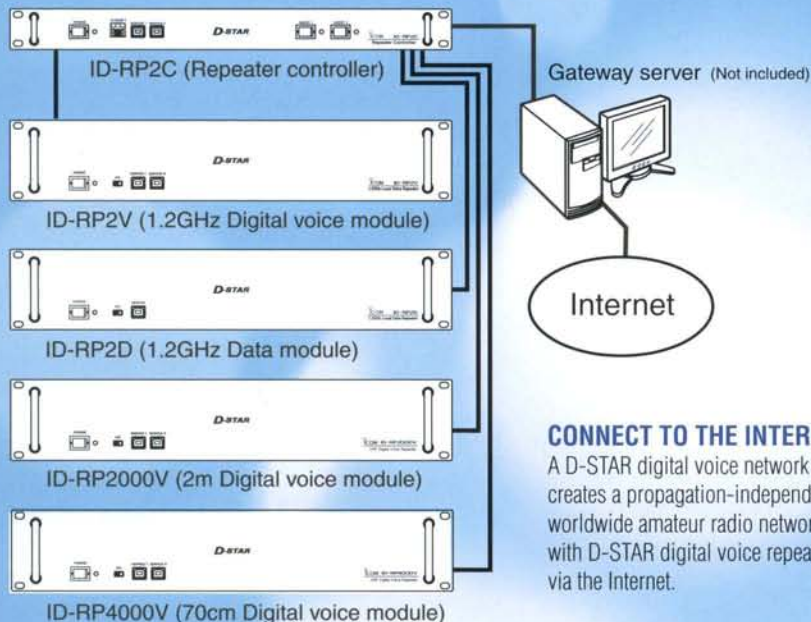 D-STAR
ID-RP2C (Repeater controller)
Gateway server (Not included)
D-STAR
ID-RP2V (1.2GHz Digital voice module)
D-STAR
ID-RP2D (1.2GHz Data module)
Internet
D-STAR
ID-RP2000V (2m Digital voice module)
D-STAR
ID-RP4000V (70cm Digital voice module)
CONNECT TO THE INTER
A D-STAR digital voice network
creates a propagation-independ
worldwide amateur radio networ
with D-STAR digital voice repea
via the Internet.